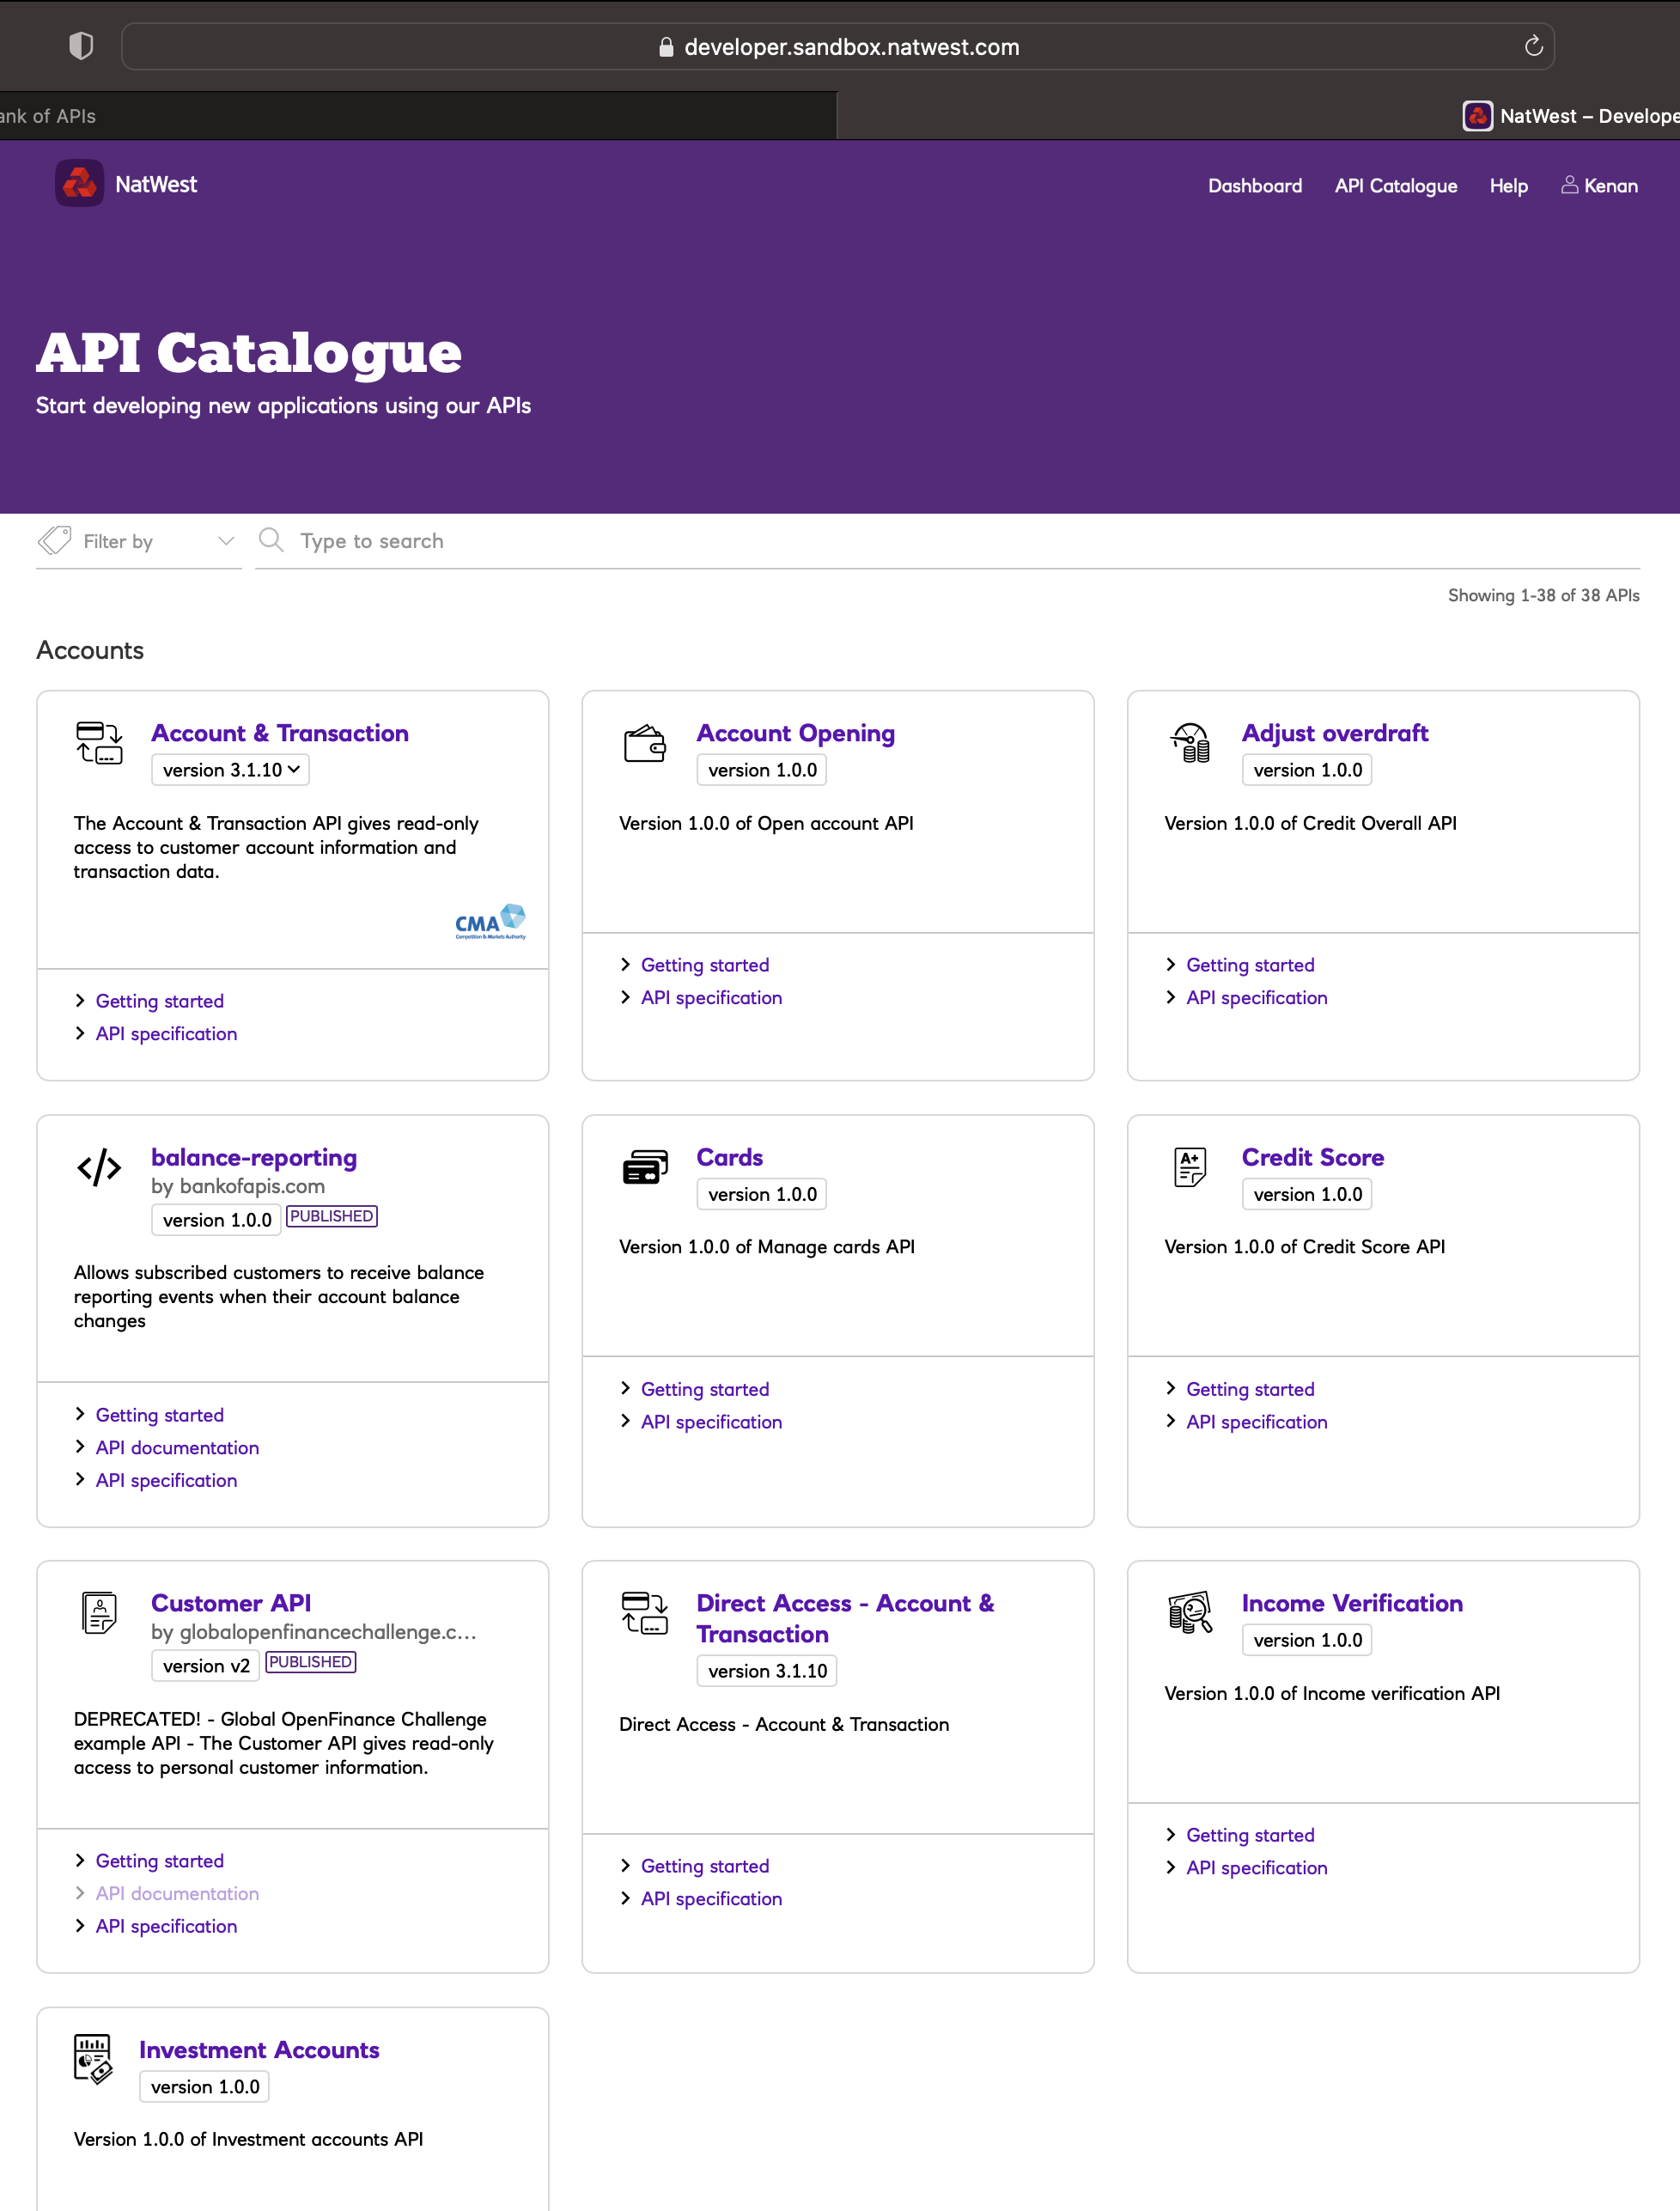 developer.sandbox.natwest.com
ank of APIs
NatWest – Develope
NatWest
Dashboard
API Catalogue
Help
Kenan
API Catalogue
Start developing new applications using our APIs
Filter by
Type to search
Showing 1-38 of 38 APIs
Accounts
Account & Transaction
version 3.1.10
The Account & Transaction API gives read-only
access to customer account information and
transaction data.
CMA
Competition & Markets Authority
Getting started
API specification
Account Opening
version 1.0.0
Version 1.0.0 of Open account API
Getting started
API specification
Adjust overdraft
version 1.0.0
Version 1.0.0 of Credit Overall API
Getting started
API specification
balance-reporting
by bankofapis.com
version 1.0.0 PUBLISHED
Allows subscribed customers to receive balance
reporting events when their account balance
changes
Getting started
API documentation
API specification
Cards
version 1.0.0
Version 1.0.0 of Manage cards API
Getting started
API specification
A+
Credit Score
version 1.0.0
Version 1.0.0 of Credit Score API
Getting started
API specification
Customer API
by globalopenfinancechallenge.c...
version v2 PUBLISHED
DEPRECATED! - Global OpenFinance Challenge
example API - The Customer API gives read-only
access to personal customer information.
Getting started
API documentation
API specification
Direct Access - Account &
Transaction
version 3.1.10
Direct Access - Account & Transaction
Getting started
API specification
Income Verification
version 1.0.0
Version 1.0.0 of Income verification API
Getting started
API specification
Investment Accounts
version 1.0.0
Version 1.0.0 of Investment accounts API